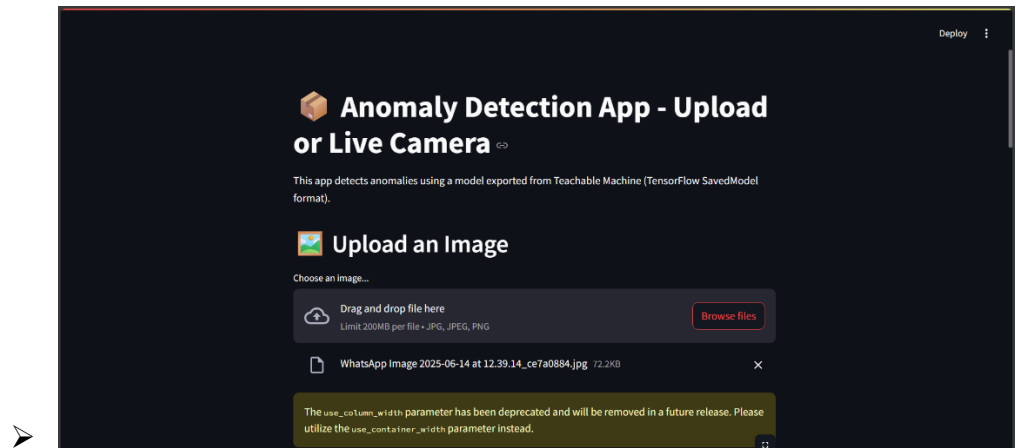 Deploy
Anomaly Detection App - Upload
or Live Camera
This app detects anomalies using a model exported from Teachable Machine (TensorFlow SavedModel
format).
Upload an Image
Choose an image...
Drag and drop file here
Limit 200MB per file • JPG, JPEG, PNG
Browse files
WhatsApp Image 2025-06-14 at 12.39.14_ce7a0884.jpg 72.2KB
The use_column_width parameter has been deprecated and will be removed in a future release. Please
utilize the use_container_width parameter instead.